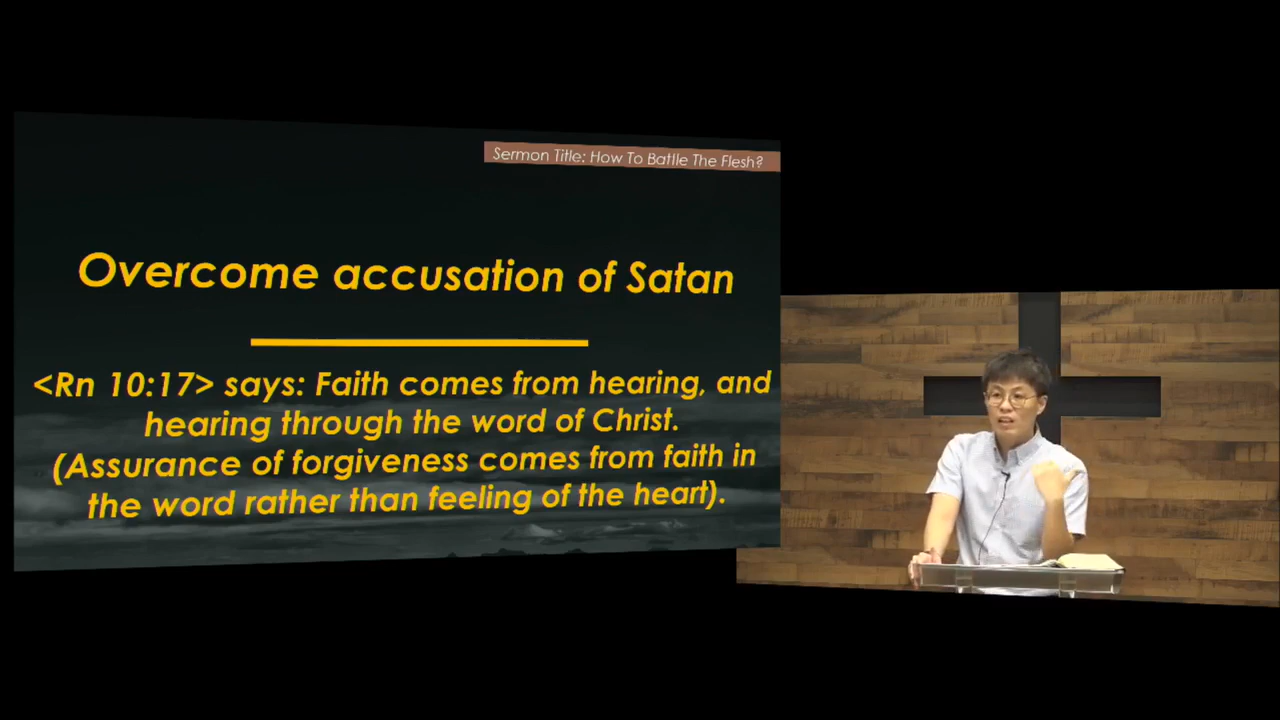 Sermon Title: How To Battle The Flesh?
Overcome accusation of Satan
<Rn 10:17> says: Faith comes from hearing, and
hearing through the word of Christ.
(Assurance of forgiveness comes from faith in
the word rather than feeling of the heart).